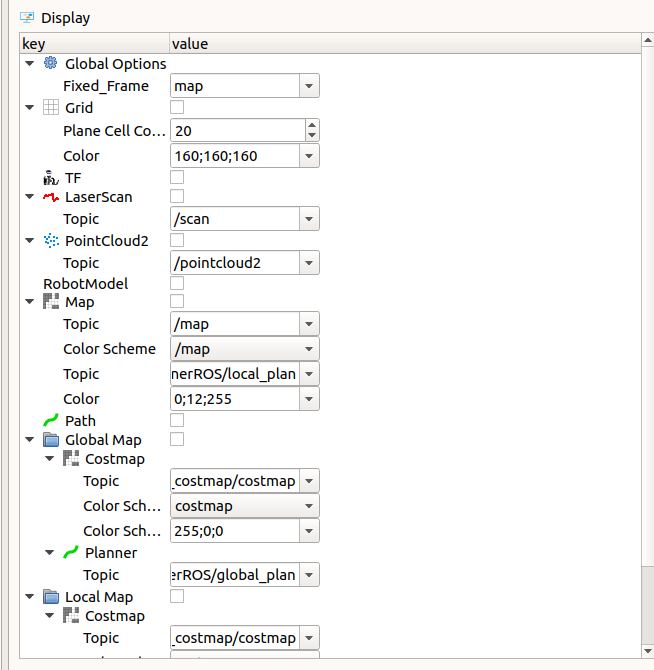 Display
key value
Global Options
Fixed_Frame map
Grid
Plane Cell Co... 20
Color 160;160;160
TF
LaserScan
Topic /scan
PointCloud2
Topic /pointcloud2
RobotModel
Map
Topic /map
Color Scheme /map
Topic nerROS/local_plan
Color 0;12;255
Path
Global Map
Costmap
Topic _costmap/costmap
Color Sch... costmap
Color Sch... 255;0;0
Planner
Topic erROS/global_plan
Local Map
Costmap
Topic _costmap/costmap